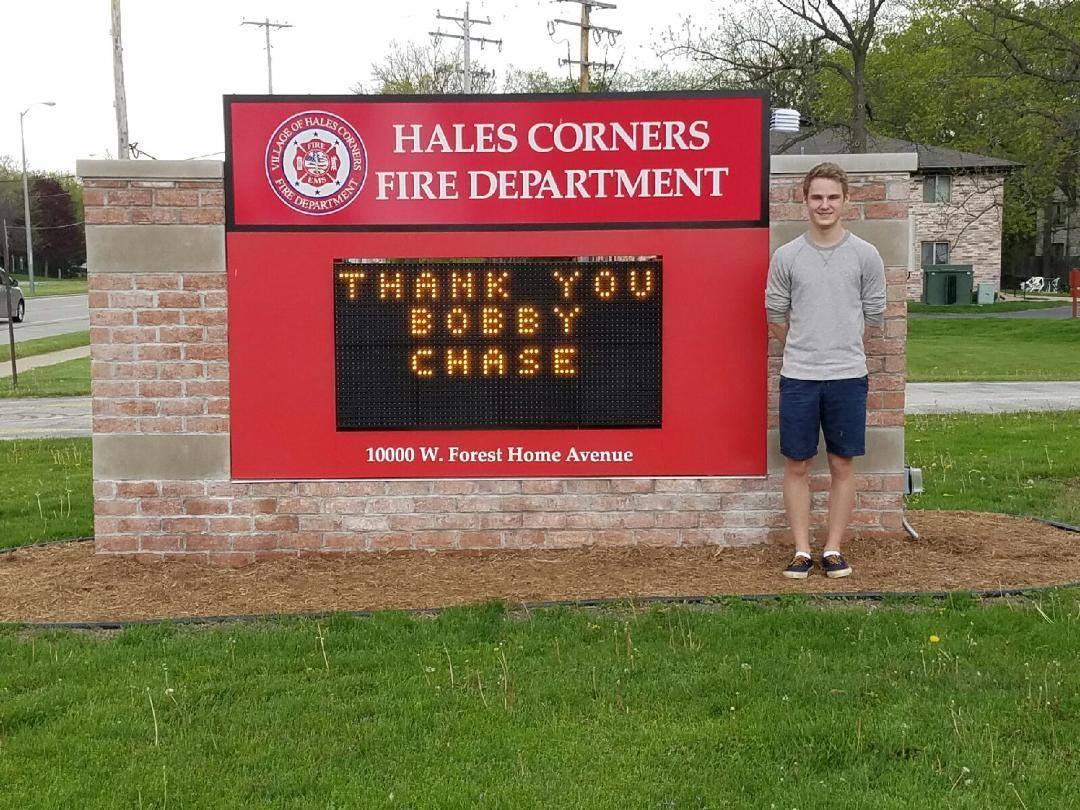 VILLAGE OF HALES CORNERS
FIRE
EMS
FIRE DEPARTMENT
HALES CORNERS
FIRE DEPARTMENT
THANK YOU
BOBBY
CHASE
10000 W. Forest Home Avenue